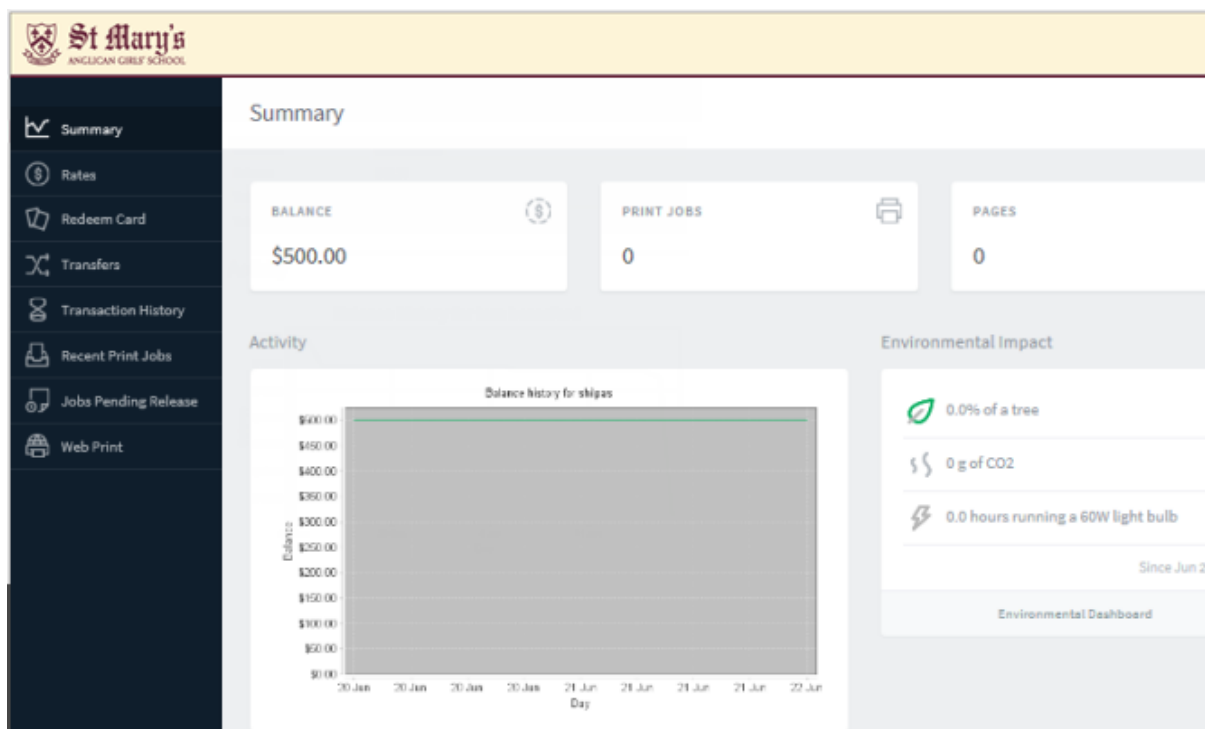 St Mary's
ANGLICAN GIRLS' SCHOOL
Summary
Rates
Redeem Card
Transfers
Transaction History
Recent Print Jobs
Jobs Pending Release
Web Print
Summary
BALANCE
$500.00
PRINT JOBS
0
PAGES
0
Activity
Balance history for shipas
$500.00
$450.00
$400.00
$350.00
$300.00
$250.00
$200.00
$150.00
$100.00
$50.00
$0.00
Balance
20 Jun 20 Jun 20 Jun 20 Jun 21 Jun 21 Jun 21 Jun 21 Jun 22 Jun
Day
Environmental Impact
0.0% of a tree
0 g of CO2
0.0 hours running a 60W light bulb
Since Jun 2
Environmental Dashboard